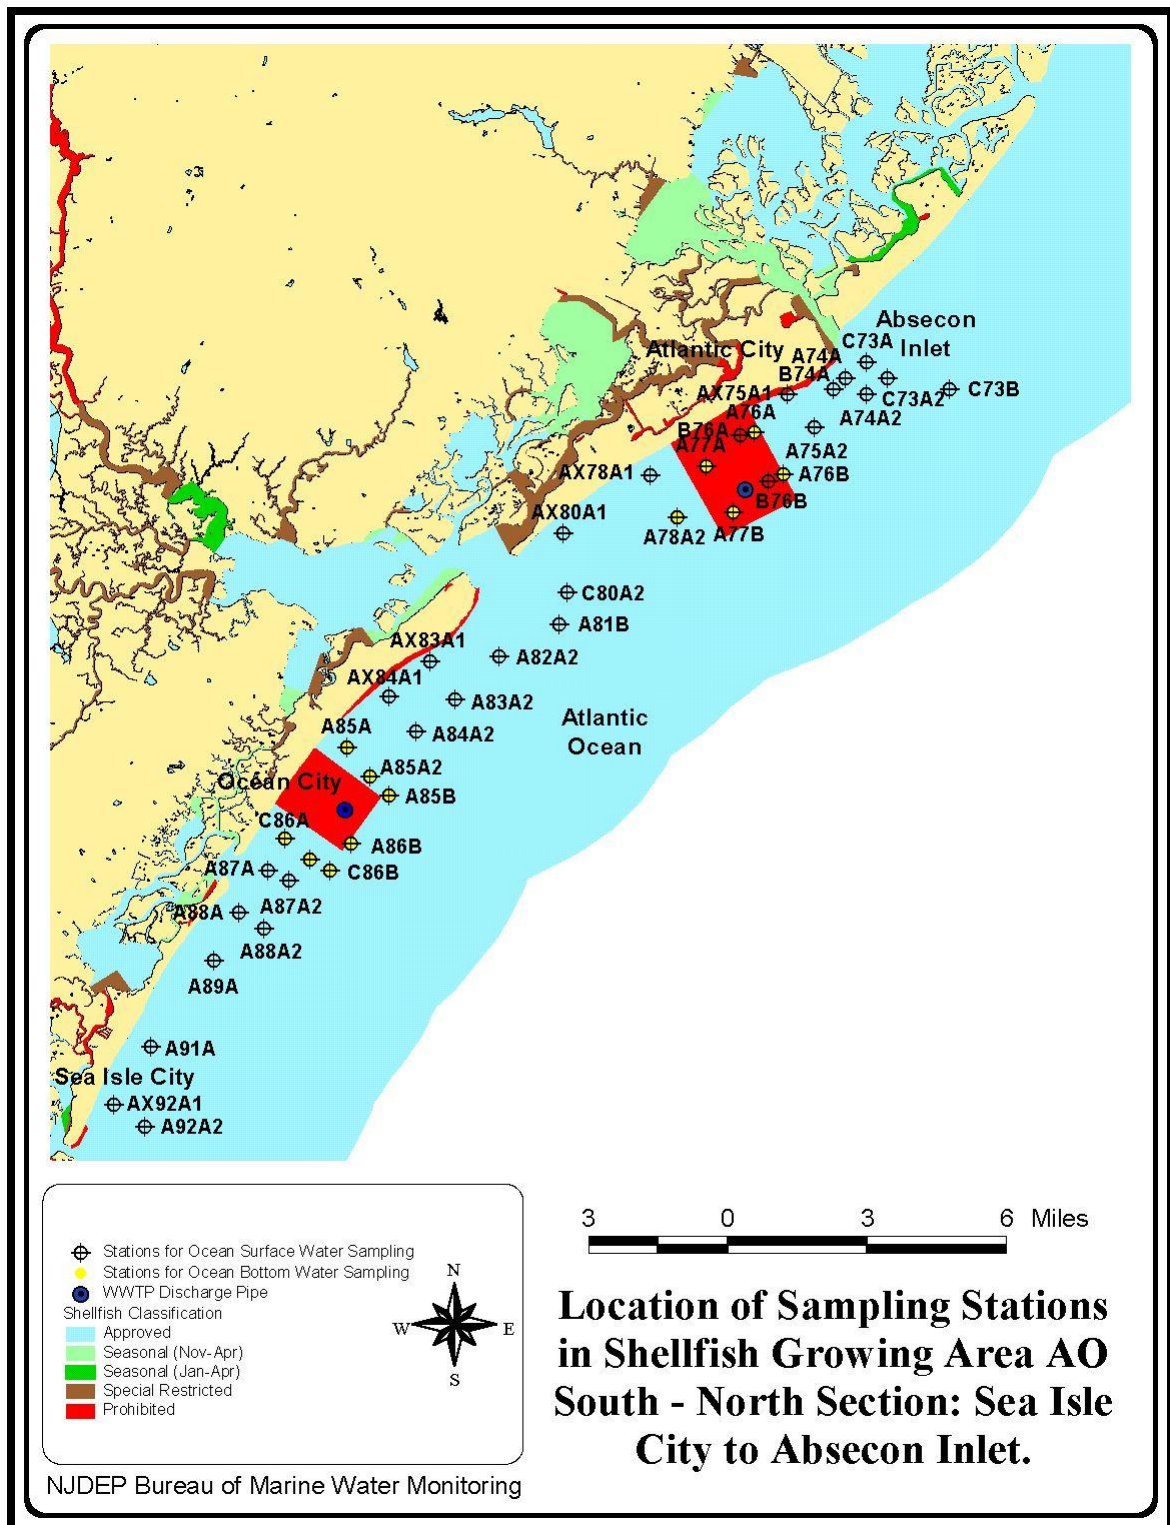 Absecon
Inlet
C73A
Atlantic City
A74A
B74A
C73A2
C73B
AX75A1
A74A2
A76A
B76A
A77A
A75A2
AX78A1
A76B
B76B
AX80A1
A78A2
A77B
C80A2
A81B
AX83A1
A82A2
AX84A1
A83A2
Atlantic
Ocean
A85A
A84A2
A85A2
Ocean City
A85B
C86A
A86B
A87A
C86B
A88A
A87A2
A88A2
A89A
A91A
Sea Isle City
AX92A1
A92A2
Stations for Ocean Surface Water Sampling
Stations for Ocean Bottom Water Sampling
WWTP Discharge Pipe
Shellfish Classification
Approved
Seasonal (Nov-Apr)
Seasonal (Jan-Apr)
Special Restricted
Prohibited
N
W
E
S
3 0 3 6 Miles
Location of Sampling Stations
in Shellfish Growing Area AO
South - North Section: Sea Isle
City to Absecon Inlet.
NJDEP Bureau of Marine Water Monitoring